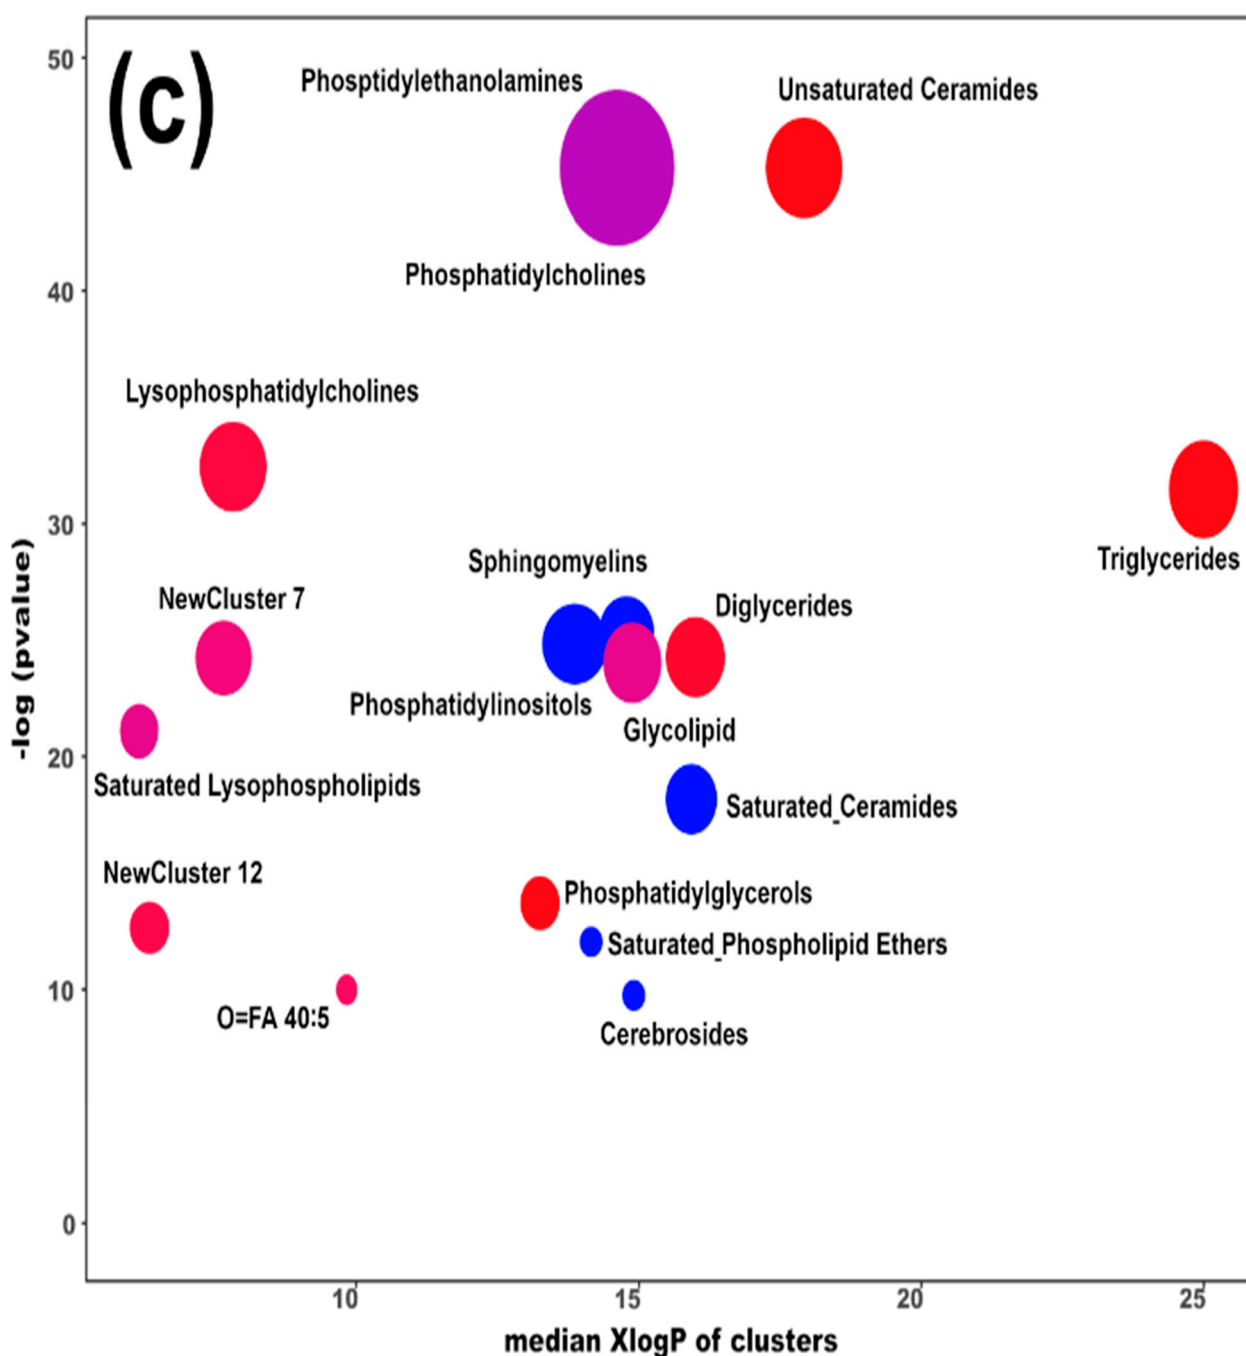 (c)
50
Phosptidylethanolamines
Unsaturated Ceramides
Phosphatidylcholines
40
Lysophosphatidylcholines
30
Triglycerides
Sphingomyelins
NewCluster 7
Diglycerides
Phosphatidylinositols
Glycolipid
20
Saturated Lysophospholipids
Saturated_Ceramides
NewCluster 12
Phosphatidylglycerols
Saturated_Phospholipid Ethers
10
O=FA 40:5
Cerebrosides
0
-log (pvalue)
10 15 20 25
median XlogP of clusters